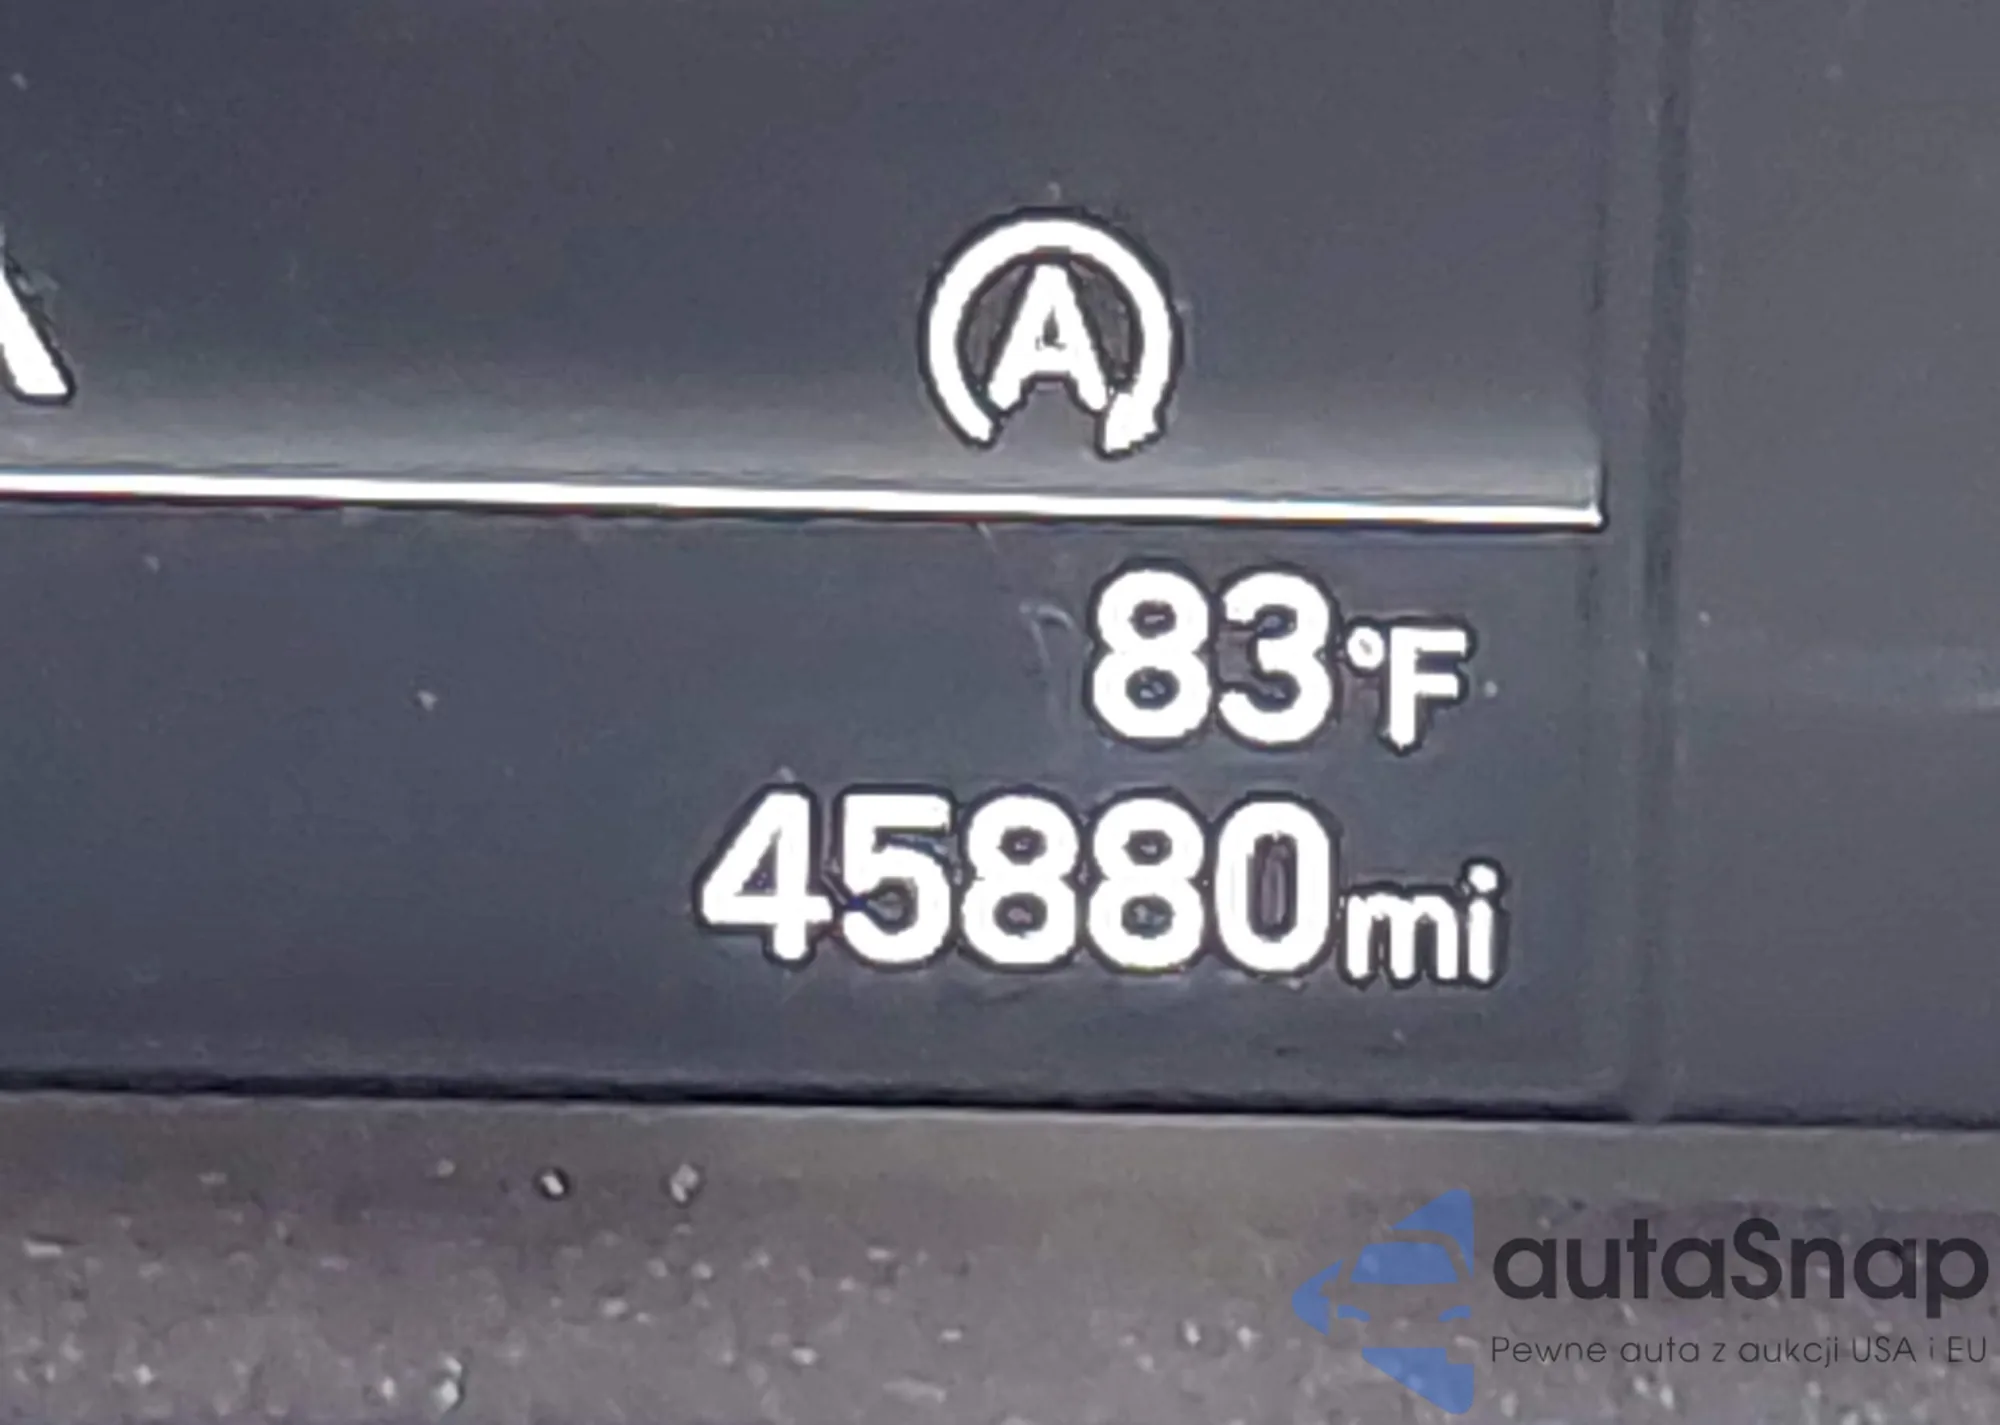 A
83°F
45880mi
autaSnap
Pewne auta z aukcji USA i EU